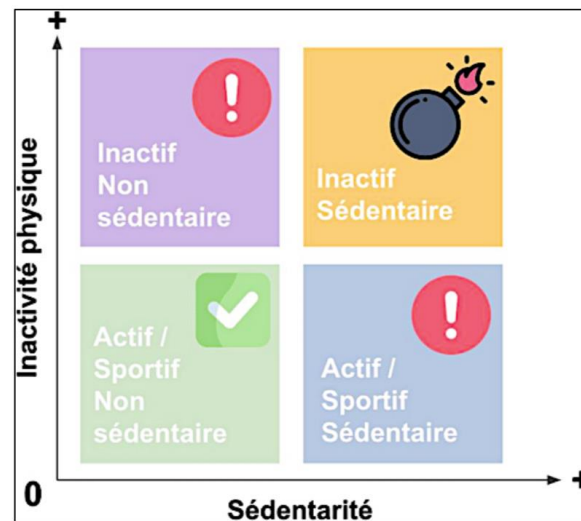 +
Inactivité physique
Inactif
Non
sédentaire
Inactif
Sédentaire
Actif /
Sportif
Non
sédentaire
Actif /
Sportif
Sédentaire
0
Sédentarité
+